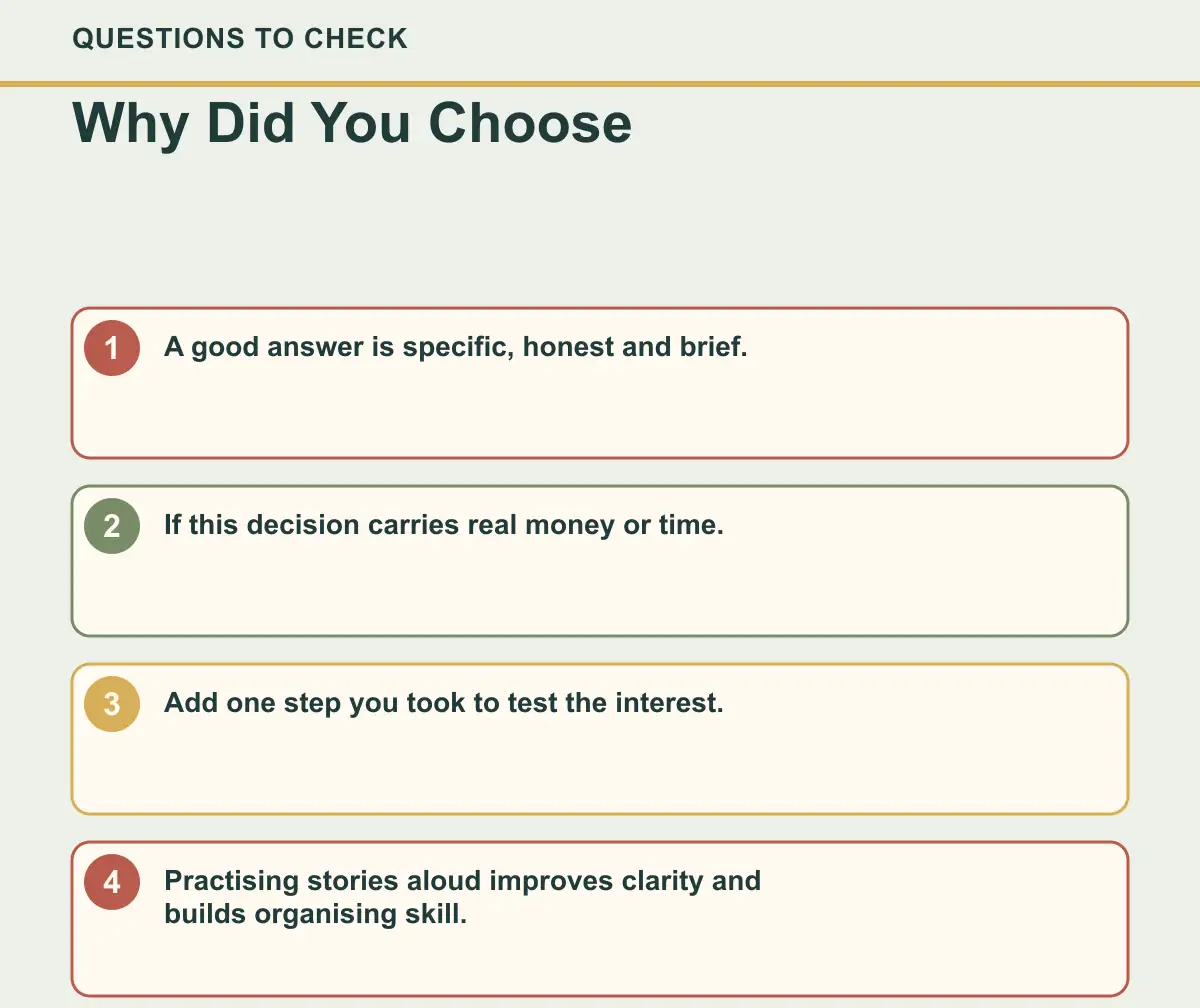 QUESTIONS TO CHECK
Why Did You Choose
1
A good answer is specific, honest and brief.
2
If this decision carries real money or time.
3
Add one step you took to test the interest.
4
Practising stories aloud improves clarity and
builds organising skill.